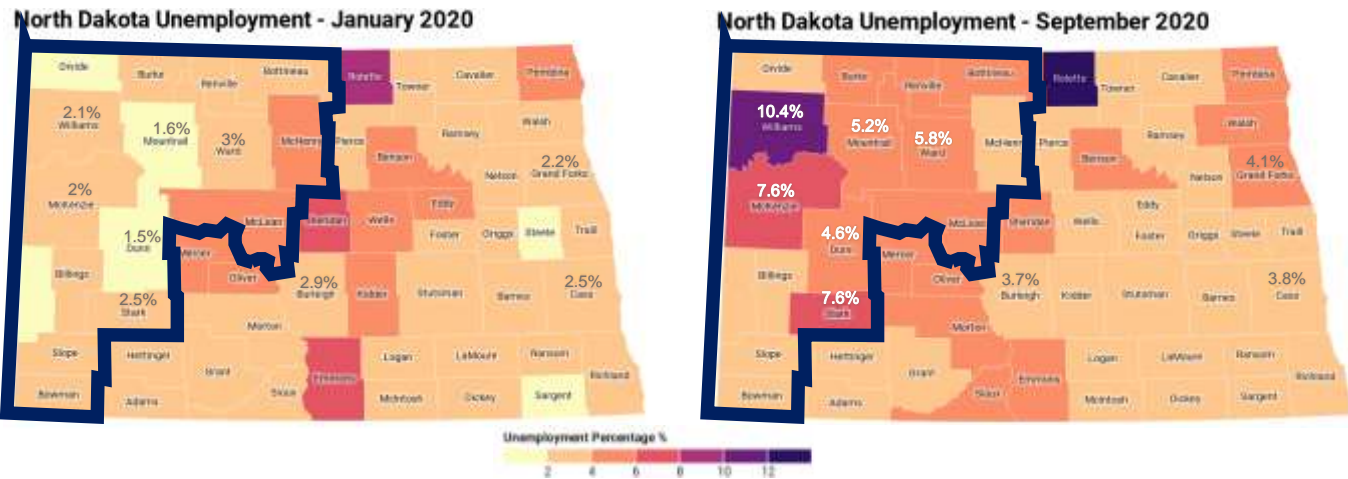 North Dakota Unemployment - January 2020
Divide
Burke
Renville
Bottineau
Rolette
Towner
Cavalier
Pembina
2.1%
Williams
1.6%
Mountrail
3%
Ward
McHenry
Pierce
Benson
Ramsey
Walsh
2.2%
Grand Forks
Nelson
2%
McKenzie
1.5%
Dunn
McLean
Sheridan
Wells
Eddy
Foster
Griggs
Steele
Traill
Mercer
Oliver
Billings
2.5%
Stark
2.9%
Burleigh
Kidder
Stutsman
Barnes
2.5%
Cass
Morton
Slope
Hettinger
Grant
Sioux
Emmons
Logan
LaMoure
Ransom
Richland
Bowman
Adams
McIntosh
Dickey
Sargent
North Dakota Unemployment - September 2020
Divide
Burke
Renville
Bottineau
Rolette
Towner
Cavalier
Pembina
10.4%
Williams
5.2%
Mountrail
5.8%
Ward
McHenry
Pierce
Benson
Ramsey
Walsh
4.1%
Grand Forks
Nelson
7.6%
McKenzie
4.6%
Dunn
McLean
Sheridan
Wells
Eddy
Foster
Griggs
Steele
Traill
Mercer
Oliver
Billings
7.6%
Stark
3.7%
Burleigh
Kidder
Stutsman
Barnes
3.8%
Cass
Morton
Slope
Hettinger
Grant
Sioux
Emmons
Logan
LaMoure
Ransom
Richland
Bowman
Adams
McIntosh
Dickey
Sargent
Unemployment Percentage %
2 4 6 8 10 12